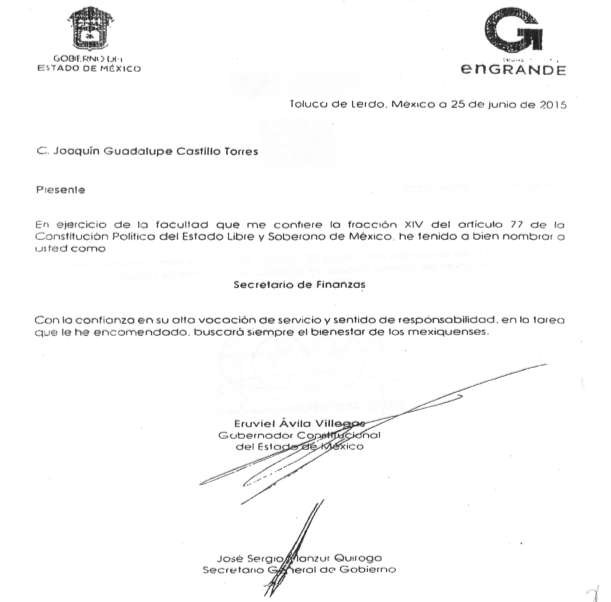 GOBIERNO DEL
ESTADO DE MÉXICO
enGRANDE
Toluca de Lerdo, México a 25 de junio de 2015
C. Joaquín Guadalupe Castillo Torres
Presente
En ejercicio de la facultad que me confiere la fracción XIV del artículo 77 de la
Constitución Política del Estado Libre y Soberano de México, he tenido a bien nombrar a
usted como
Secretario de Finanzas
Con la confianza en su alta vocación de servicio y sentido de responsabilidad, en la tarea
que le he encomendado, buscará siempre el bienestar de los mexiquenses.
Eruviel Ávila Villegas
Gobernador Constitucional
del Estado de México
José Sergio Manzur Quiroga
Secretario General de Gobierno